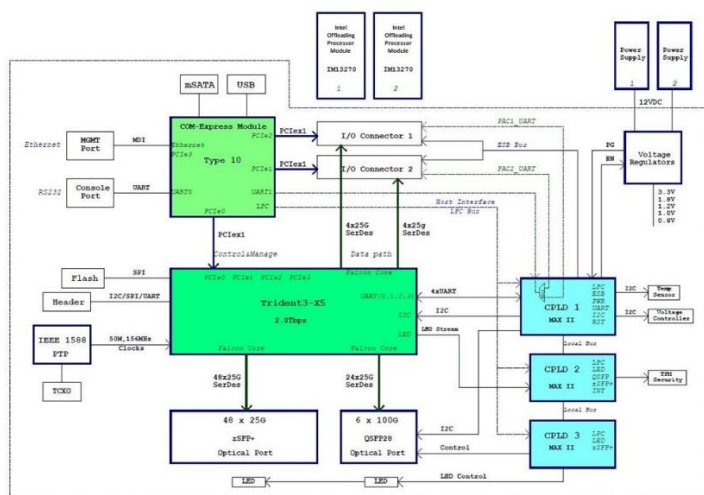 Intel
Offloading
Processor
Module
IM13270
1
Intel
Offloading
Processor
Module
IM13270
2
Power
Supply
1
Power
Supply
2
mSATA
USB
12VDC
COM-Express Module
Type 10
PCIe2
PCIe1
Ethernet
PCIe3
UART0
UART1
LPC
PCIe0
Ethernet
MGMT
Port
MDI
RS232
Console
Port
UART
PCIex1
I/O Connector 1
PCIex1
I/O Connector 2
PAC1_UART
EZB Bus
PAC2_UART
PG
EN
Voltage
Regulators
3.3V
1.8V
1.2V
1.0V
0.8V
Host Interface
LPC Bus
4x25G
SerDes
4x25g
SerDes
PCIex1
Control&Manage
Data path
Flash
SPI
Header
I2C/SPI/UART
IEEE 1588
PTP
50M,156MHz
Clocks
TCXO
PCIe0 PCIe1 PCIe2 PCIe3
Falcon Core
Trident3-X5
2.0Tbps
UART(0.1.2.3)
I2C
LED
Falcon Core
Falcon Core
4xUART
I2C
LED Stream
CPLD 1
MAX II
LPC
EZB
PWR
UART
I2C
RST
I2C
Temp
Sensor
I2C
Voltage
Controller
Local Bus
CPLD 2
MAX II
LPC
LED
QSFP
zSFP+
INT
Security
Local Bus
CPLD 3
MAX II
LPC
LED
zSFP+
48x25G
SerDes
24x25G
SerDes
48 x 25G
zSFP+
Optical Port
6 x 100G
QSFP28
Optical Port
I2C
Control
LED
LED
LED Control